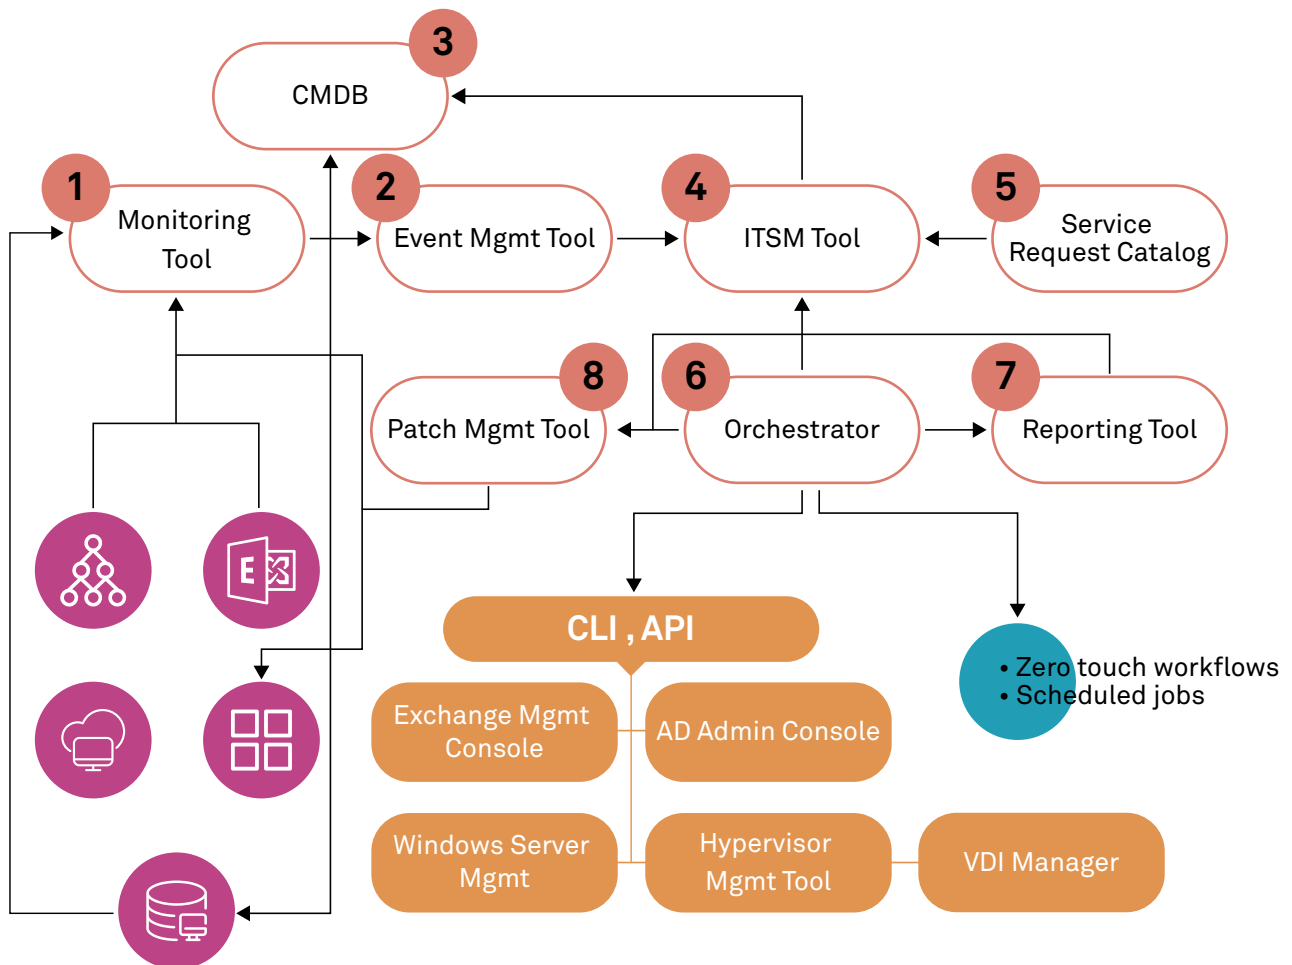 3
CMDB
1
Monitoring
Tool
2
Event Mgmt Tool
4
ITSM Tool
5
Service
Request Catalog
8
Patch Mgmt Tool
6
Orchestrator
7
Reporting Tool
E
CLI , API
• Zero touch workflows
• Scheduled jobs
Exchange Mgmt
Console
AD Admin Console
Windows Server
Mgmt
Hypervisor
Mgmt Tool
VDI Manager